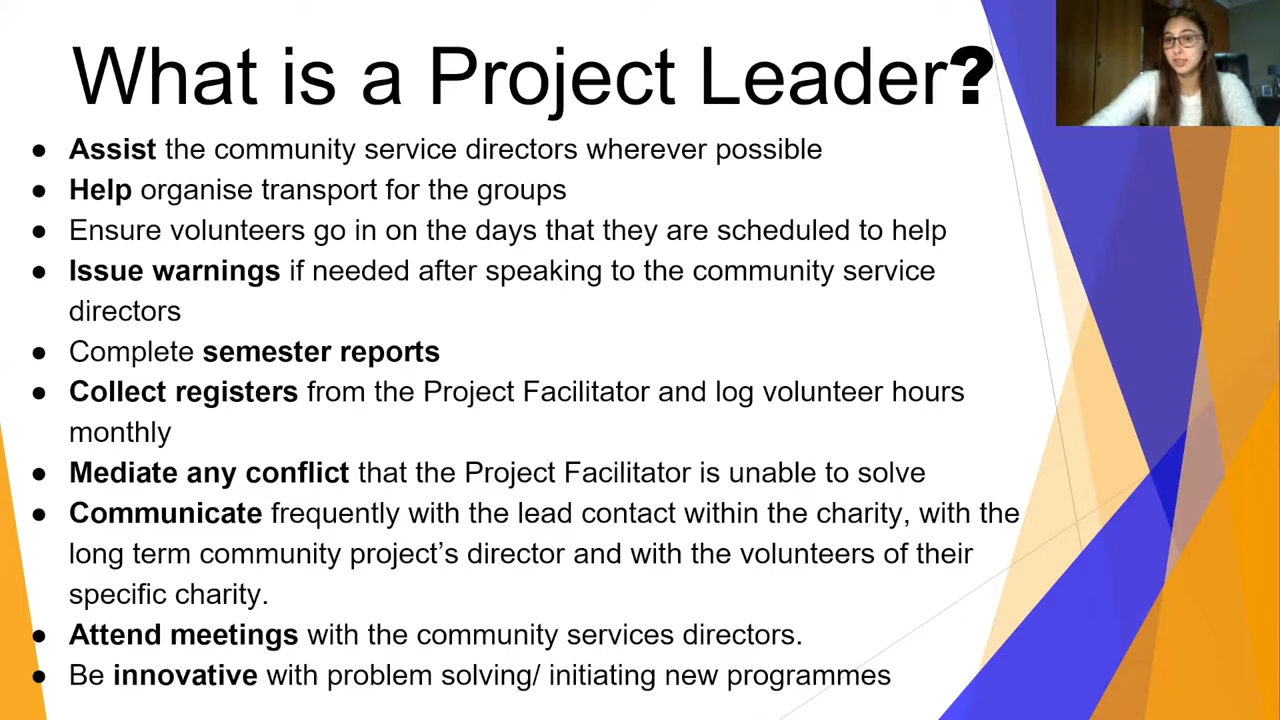 What is a Project Leader?
● Assist the community service directors wherever possible
● Help organise transport for the groups
● Ensure volunteers go in on the days that they are scheduled to help
● Issue warnings if needed after speaking to the community service
directors
● Complete semester reports
● Collect registers from the Project Facilitator and log volunteer hours
monthly
● Mediate any conflict that the Project Facilitator is unable to solve
● Communicate frequently with the lead contact within the charity, with the
long term community project’s director and with the volunteers of their
specific charity.
● Attend meetings with the community services directors.
● Be innovative with problem solving/ initiating new programmes